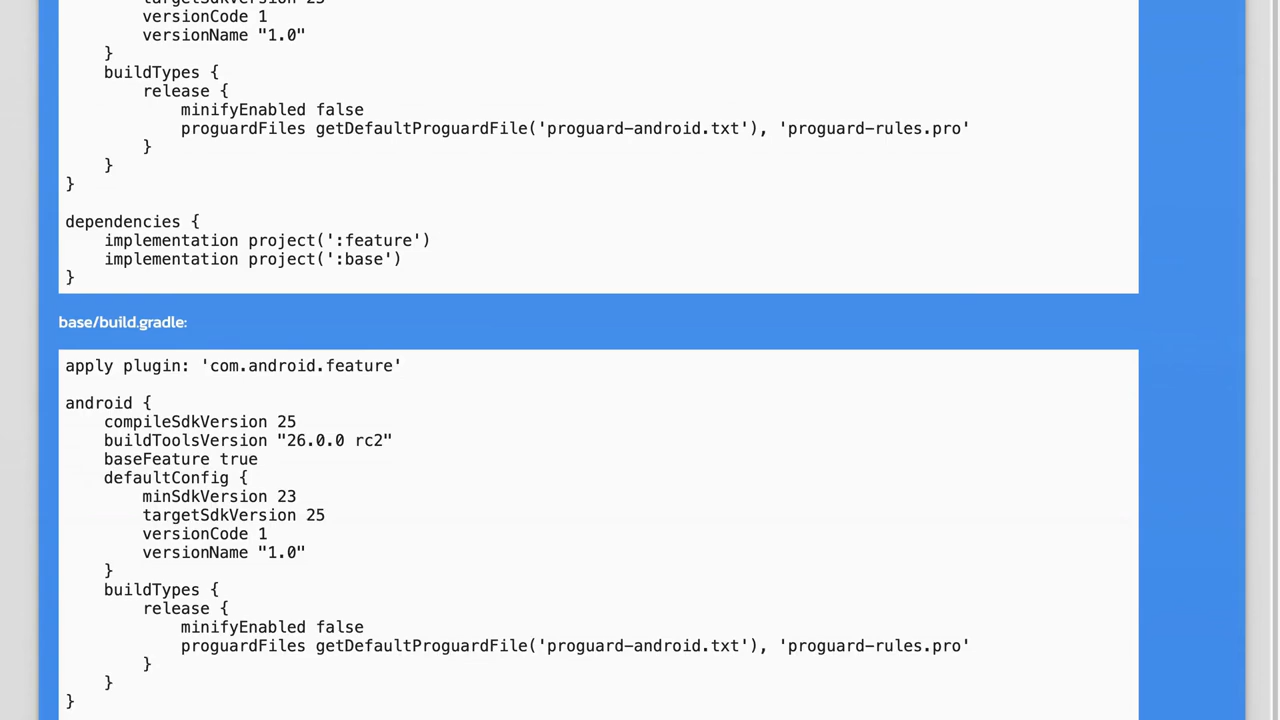 targetSdkVersion 25
versionCode 1
versionName "1.0"
}
buildTypes {
release {
minifyEnabled false
proguardFiles getDefaultProguardFile('proguard-android.txt'), 'proguard-rules.pro'
}
}
}
dependencies {
implementation project(':feature')
implementation project(':base')
}
base/build.gradle:
apply plugin: 'com.android.feature'
android {
compileSdkVersion 25
buildToolsVersion "26.0.0 rc2"
baseFeature true
defaultConfig {
minSdkVersion 23
targetSdkVersion 25
versionCode 1
versionName "1.0"
}
buildTypes {
release {
minifyEnabled false
proguardFiles getDefaultProguardFile('proguard-android.txt'), 'proguard-rules.pro'
}
}
}